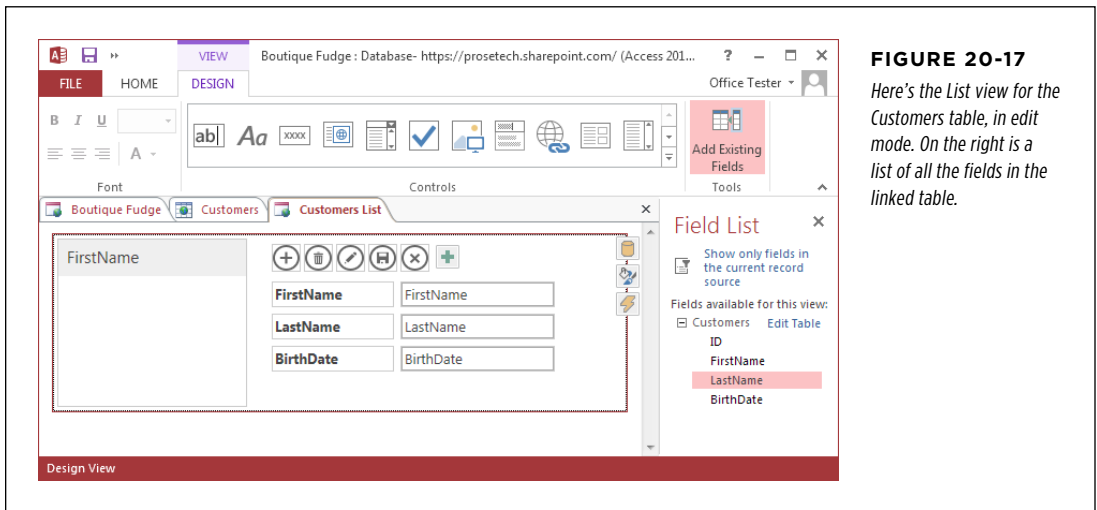 VIEW
Boutique Fudge : Database- https://prosetech.sharepoint.com/ (Access 201...
?
FILE
HOME
DESIGN
Office Tester
B I U
A
ab|
Aa
xxxx
Add Existing
Fields
Font
Controls
Tools
Boutique Fudge
Customers
Customers List
FirstName
FirstName
FirstName
LastName
LastName
BirthDate
BirthDate
Field List
Show only fields in
the current record
source
Fields available for this view:
Customers
Edit Table
ID
FirstName
LastName
BirthDate
Design View
FIGURE 20-17
Here's the List view for the
Customers table, in edit
mode. On the right is a
list of all the fields in the
linked table.